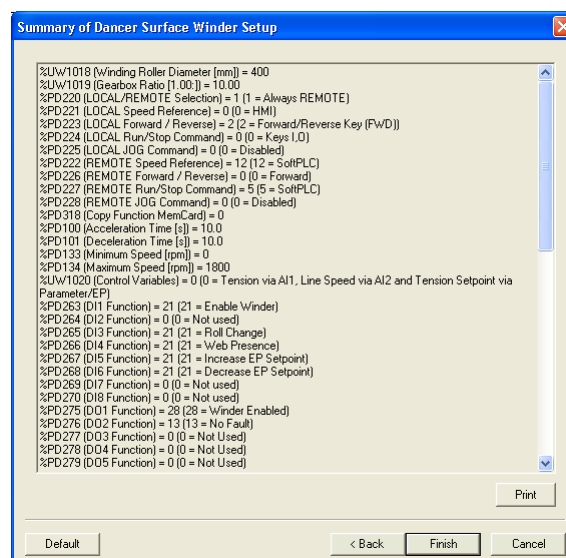 Summary of Dancer Surface Winder Setup
%UW1018 (Winding Roller Diameter [mm]) = 400
%UW1019 (Gearbox Ratio [1.00:]) = 10.00
%PD220 (LOCAL/REMOTE Selection) = 1 (1 = Always REMOTE)
%PD221 (LOCAL Speed Reference) = 0 (0 = HMI)
%PD223 (LOCAL Forward / Reverse) = 2 (2 = Forward/Reverse Key (FWD))
%PD224 (LOCAL Run/Stop Command) = 0 (0 = Keys I,O)
%PD225 (LOCAL JOG Command) = 0 (0 = Disabled)
%PD222 (REMOTE Speed Reference) = 12 (12 = SoftPLC)
%PD226 (REMOTE Forward / Reverse) = 0 (0 = Forward)
%PD227 (REMOTE Run/Stop Command) = 5 (5 = SoftPLC)
%PD228 (REMOTE JOG Command) = 0 (0 = Disabled)
%PD318 (Copy Function MemCard) = 0
%PD100 (Acceleration Time [s]) = 10.0
%PD101 (Deceleration Time [s]) = 10.0
%PD133 (Minimum Speed [rpm]) = 0
%PD134 (Maximum Speed [rpm]) = 1800
%UW1020 (Control Variables) = 0 (0 = Tension via AI1, Line Speed via AI2 and Tension Setpoint via
Parameter/EP)
%PD263 (DI1 Function) = 21 (21 = Enable Winder)
%PD264 (DI2 Function) = 0 (0 = Not used)
%PD265 (DI3 Function) = 21 (21 = Roll Change)
%PD266 (DI4 Function) = 21 (21 = Web Presence)
%PD267 (DI5 Function) = 21 (21 = Increase EP Setpoint)
%PD268 (DI6 Function) = 21 (21 = Decrease EP Setpoint)
%PD269 (DI7 Function) = 0 (0 = Not used)
%PD270 (DI8 Function) = 0 (0 = Not used)
%PD275 (DO1 Function) = 28 (28 = Winder Enabled)
%PD276 (DO2 Function) = 13 (13 = No Fault)
%PD277 (DO3 Function) = 0 (0 = Not Used)
%PD278 (DO4 Function) = 0 (0 = Not Used)
%PD279 (DO5 Function) = 0 (0 = Not Used)
Print
Default
< Back
Finish
Cancel